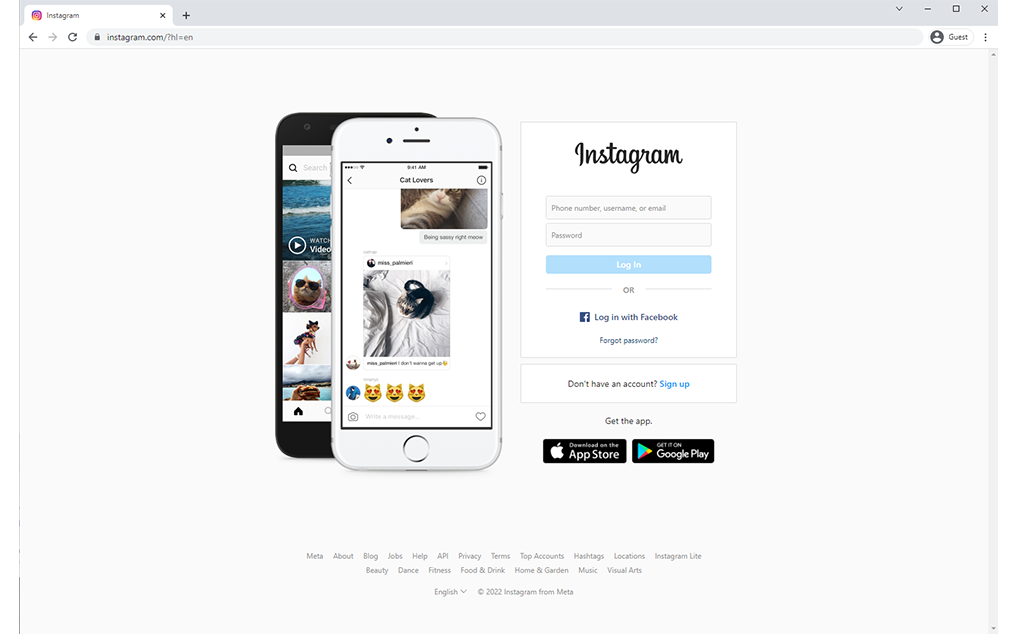 Instagram
instagram.com/?hl=en
Guest
Search
WATCH
Video
9:41 AM
Cat Lovers
Being sassy right meow
miss_palmieri
miss_palmieri I don't wanna get up
Write a message...
Instagram
Phone number, username, or email
Password
Log In
OR
Log in with Facebook
Forgot password?
Don't have an account? Sign up
Get the app.
Download on the
App Store
GET IT ON
Google Play
Meta About Blog Jobs Help API Privacy Terms Top Accounts Hashtags Locations Instagram Lite
Beauty Dance Fitness Food & Drink Home & Garden Music Visual Arts
English © 2022 Instagram from Meta